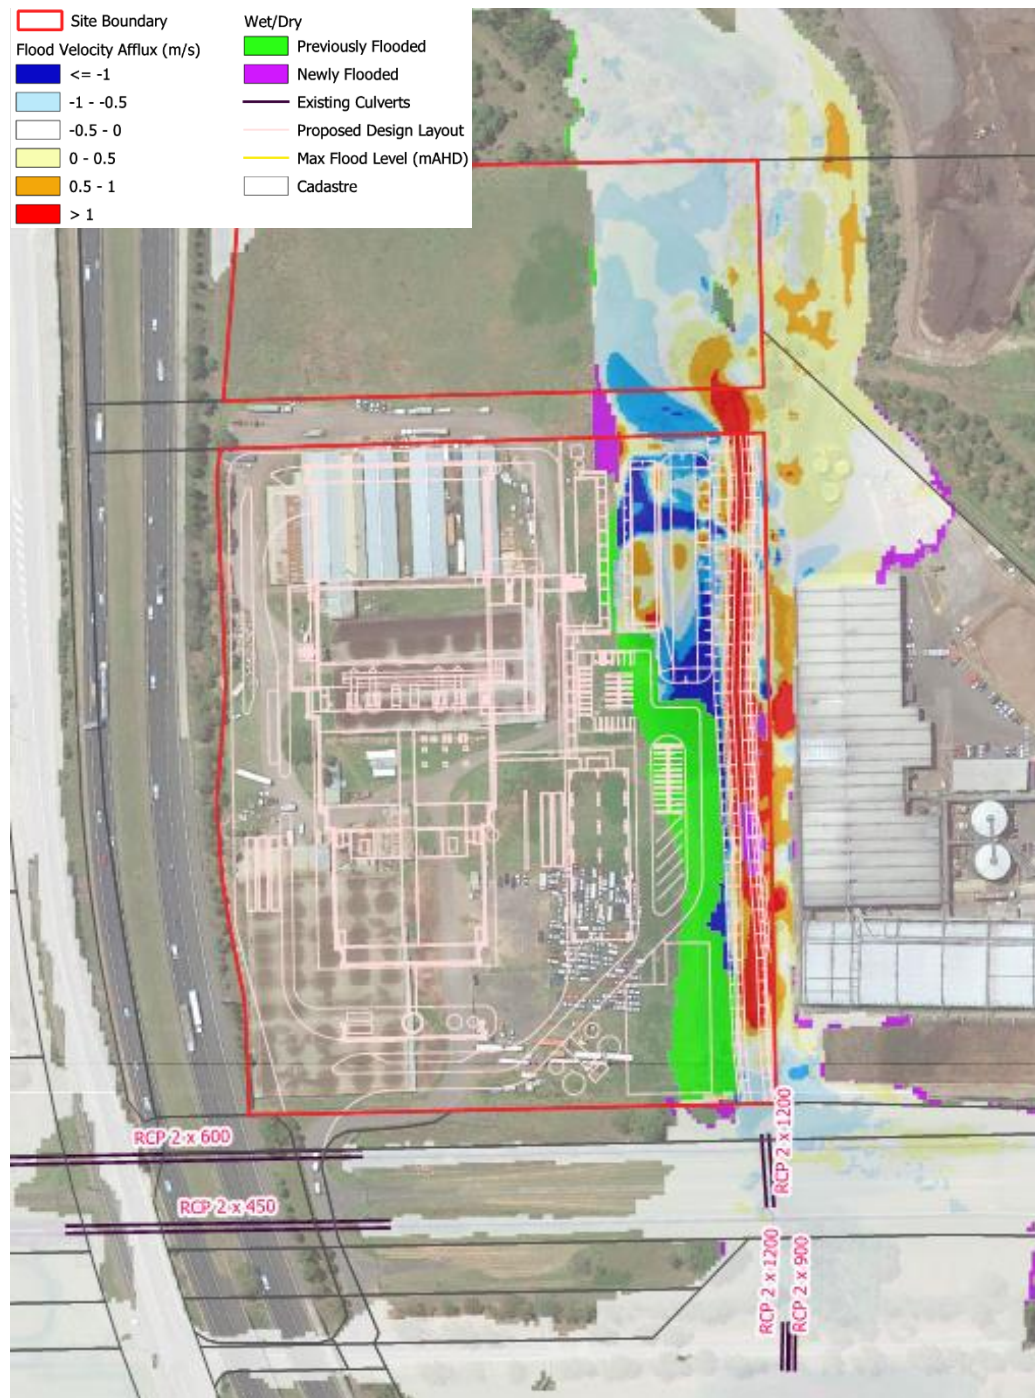 Site Boundary
Flood Velocity Afflux (m/s)
<= -1
-1 - -0.5
-0.5 - 0
0 - 0.5
0.5 - 1
> 1
Wet/Dry
Previously Flooded
Newly Flooded
Existing Culverts
Proposed Design Layout
Max Flood Level (mAHD)
Cadastre
RCP 2 x 600
RCP 2 x 450
RCP 2 x 1200
RCP 2 x 1200
RCP 2 x 900